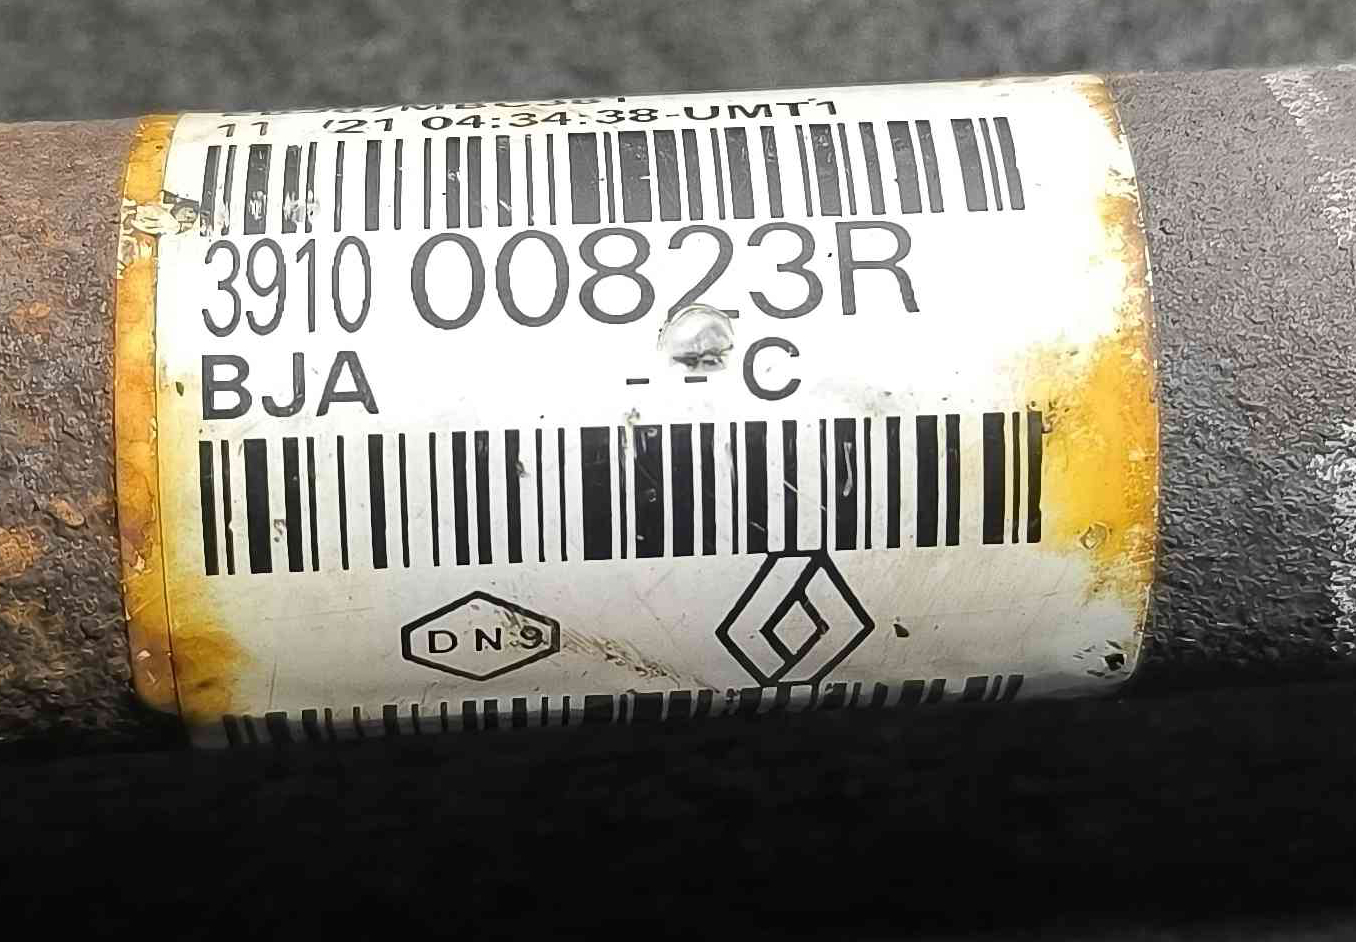 11 /21 04:34:38-UMT1
3910 00823R
BJA - - C
DN9